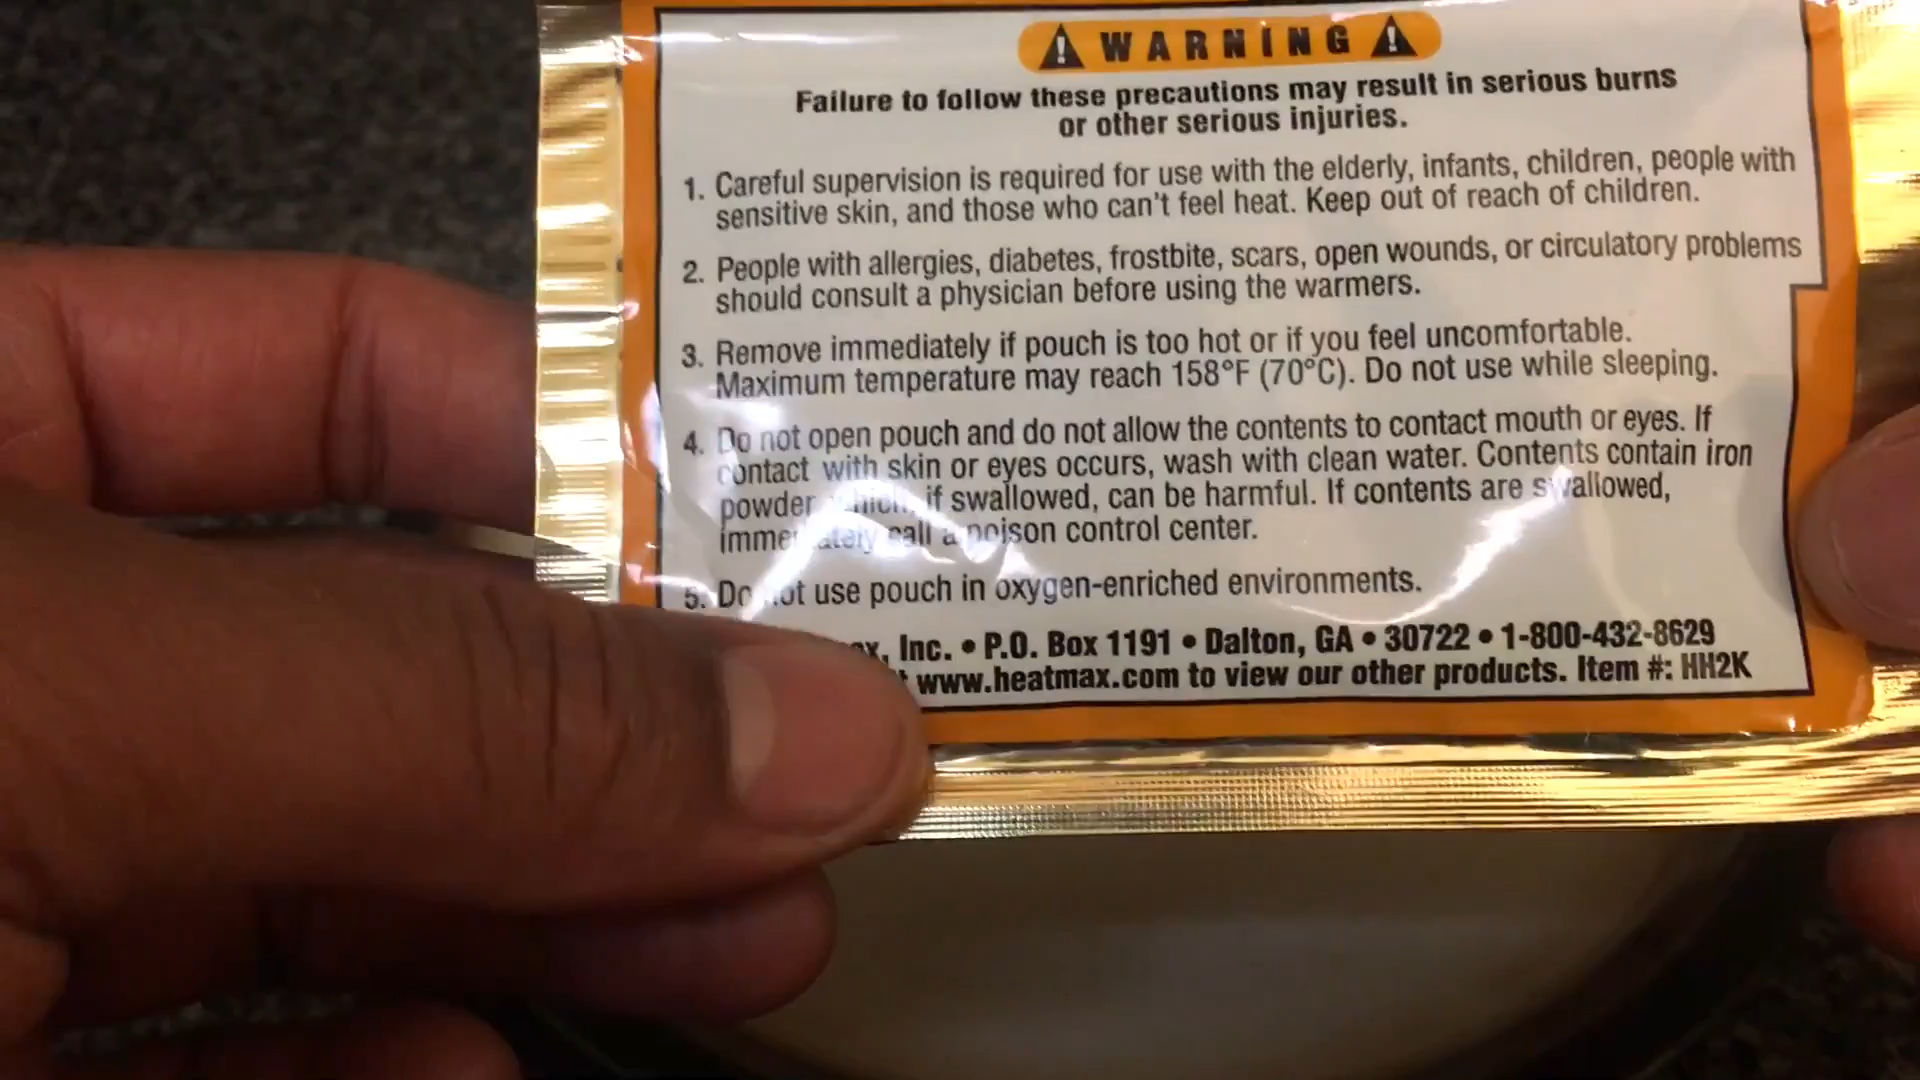 WARNING
Failure to follow these precautions may result in serious burns
or other serious injuries.
1. Careful supervision is required for use with the elderly, infants, children, people with
sensitive skin, and those who can't feel heat. Keep out of reach of children.
2. People with allergies, diabetes, frostbite, scars, open wounds, or circulatory problems
should consult a physician before using the warmers.
3. Remove immediately if pouch is too hot or if you feel uncomfortable.
Maximum temperature may reach 158°F (70°C). Do not use while sleeping.
4. Do not open pouch and do not allow the contents to contact mouth or eyes. If
contact with skin or eyes occurs, wash with clean water. Contents contain iron
powder which, if swallowed, can be harmful. If contents are swallowed,
immediately call a poison control center.
5. Do not use pouch in oxygen-enriched environments.
Inc. • P.O. Box 1191 • Dalton, GA • 30722 • 1-800-432-8629
www.heatmax.com to view our other products. Item #: HH2K